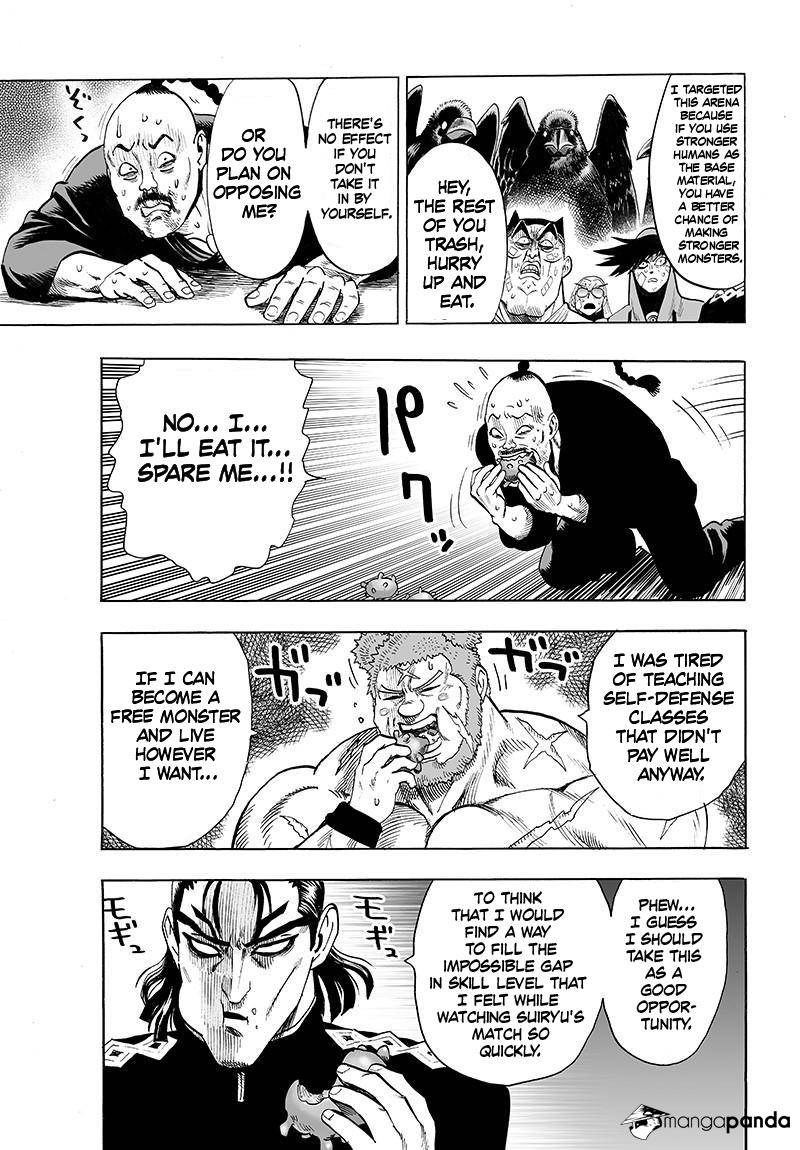 I TARGETED
THIS ARENA
BECAUSE
IF YOU USE
STRONGER
HUMANS AS
THE BASE
MATERIAL,
YOU HAVE
A BETTER
CHANCE OF
MAKING
STRONGER
MONSTERS.
HEY,
THE REST
OF YOU
TRASH,
HURRY
UP AND
EAT.
THERE'S
NO EFFECT
IF YOU
DON'T
TAKE
IT IN BY
YOURSELF.
OR
DO YOU
PLAN ON
OPPOSING
ME?
ぞくっ
パクッ
NO... I...
I'LL EAT IT...
SPARE ME...!!
I WAS TIRED
OF TEACHING
SELF-DEFENSE
CLASSES
THAT DIDN'T
PAY WELL
ANYWAY.
ガブッ
ガブッ
IF I CAN
BECOME A
FREE MONSTER
AND LIVE
HOWEVER
I WANT...
PHEW...
I GUESS
I SHOULD
TAKE THIS
AS A
GOOD
OPPOR-
TUNITY.
TO THINK
THAT I WOULD
FIND A WAY
TO FILL THE
IMPOSSIBLE GAP
IN SKILL LEVEL THAT
I FELT WHILE
WATCHING SUIRYU'S
MATCH SO
QUICKLY.
モギュ
モギュ
mangapanda